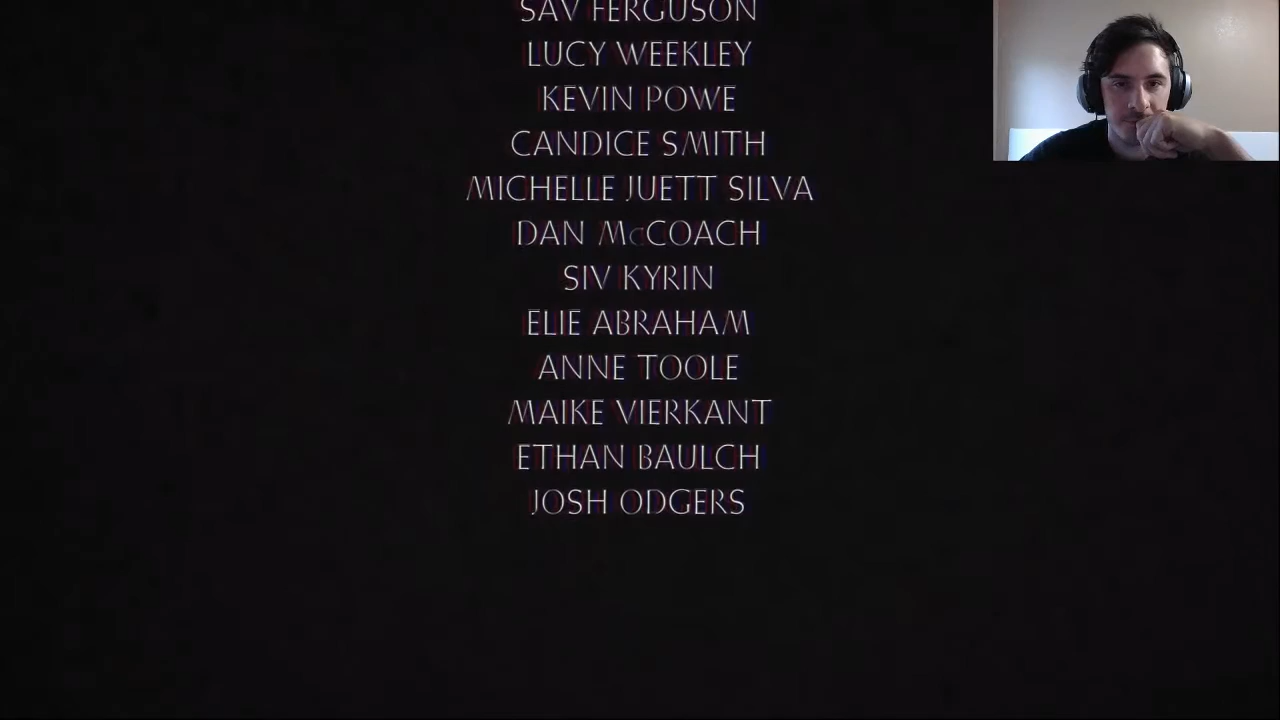 SAV FERGUSON
LUCY WEEKLEY
KEVIN POWE
CANDICE SMITH
MICHELLE JUETT SILVA
DAN McCOACH
SIV KYRIN
ELIE ABRAHAM
ANNE TOOLE
MAIKE VIERKANT
ETHAN BAULCH
JOSH ODGERS